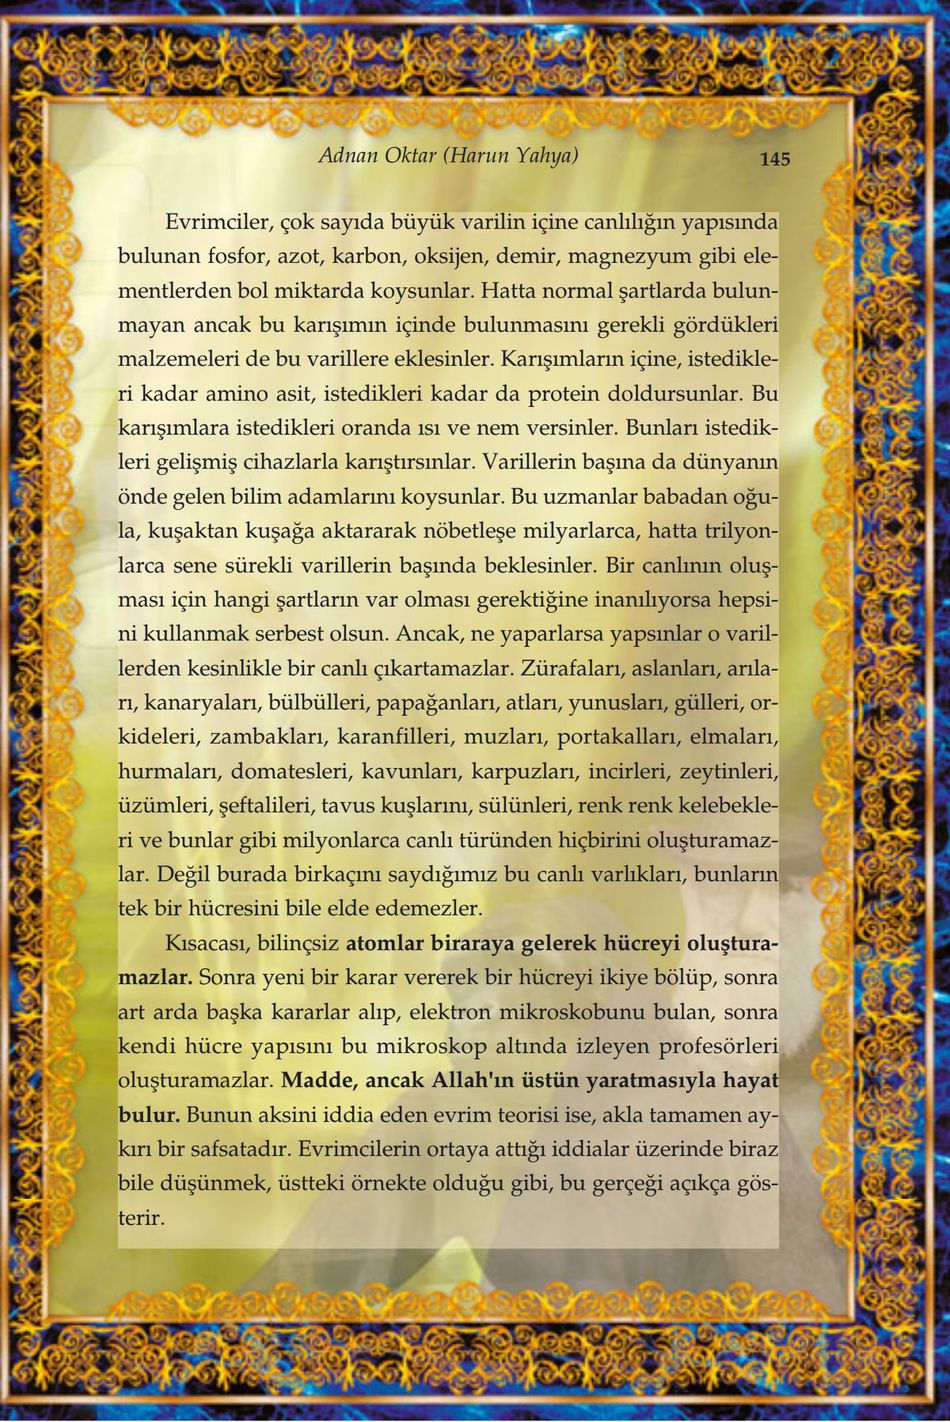 Adnan Oktar (Harun Yahya)
145
Evrimciler, çok sayıda büyük varilin içine canlılığın yapısında
bulunan fosfor, azot, karbon, oksijen, demir, magnezyum gibi ele-
mentlerden bol miktarda koysunlar. Hatta normal şartlarda bulun-
mayan ancak bu karışımın içinde bulunmasını gerekli gördükleri
malzemeleri de bu varillere eklesinler. Karışımların içine, istedikle-
ri kadar amino asit, istedikleri kadar da protein doldursunlar. Bu
karışımlara istedikleri oranda ısı ve nem versinler. Bunları istedik-
leri gelişmiş cihazlarla karıştırsınlar. Varillerin başına da dünyanın
önde gelen bilim adamlarını koysunlar. Bu uzmanlar babadan oğu-
la, kuşaktan kuşağa aktararak nöbetleşe milyarlarca, hatta trilyon-
larca sene sürekli varillerin başında beklesinler. Bir canlının oluş-
ması için hangi şartların var olması gerektiğine inanılıyorsa hepsi-
ni kullanmak serbest olsun. Ancak, ne yaparlarsa yapsınlar o varil-
lerden kesinlikle bir canlı çıkartamazlar. Zürafaları, aslanları, arıla-
rı, kanaryaları, bülbülleri, papağanları, atları, yunusları, gülleri, or-
kideleri, zambakları, karanfilleri, muzları, portakalları, elmaları,
hurmaları, domatesleri, kavunları, karpuzları, incirleri, zeytinleri,
üzümleri, şeftalileri, tavus kuşlarını, sülünleri, renk renk kelebekle-
ri ve bunlar gibi milyonlarca canlı türünden hiçbirini oluşturamaz-
lar. Değil burada birkaçını saydığımız bu canlı varlıkları, bunların
tek bir hücresini bile elde edemezler.
Kısacası, bilinçsiz atomlar biraraya gelerek hücreyi oluştura-
mazlar. Sonra yeni bir karar vererek bir hücreyi ikiye bölüp, sonra
art arda başka kararlar alıp, elektron mikroskobunu bulan, sonra
kendi hücre yapısını bu mikroskop altında izleyen profesörleri
oluşturamazlar. Madde, ancak Allah'ın üstün yaratmasıyla hayat
bulur. Bunun aksini iddia eden evrim teorisi ise, akla tamamen ay-
kırı bir safsatadır. Evrimcilerin ortaya attığı iddialar üzerinde biraz
bile düşünmek, üstteki örnekte olduğu gibi, bu gerçeği açıkça gös-
terir.